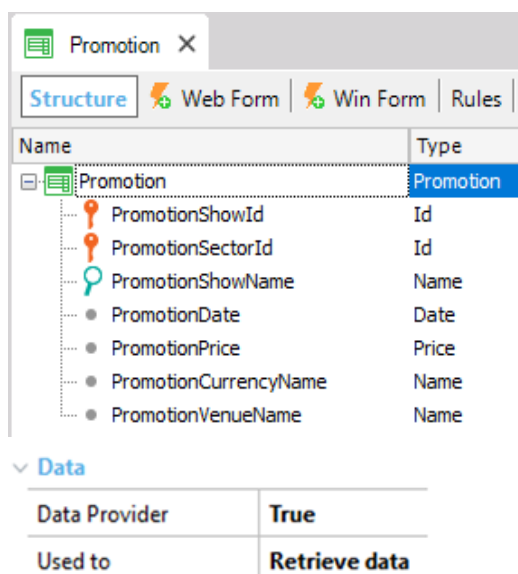 Promotion
Structure Web Form Win Form Rules
Name Type
Promotion Promotion
PromotionShowId Id
PromotionSectorId Id
PromotionShowName Name
PromotionDate Date
PromotionPrice Price
PromotionCurrencyName Name
PromotionVenueName Name
Data
Data Provider True
Used to Retrieve data